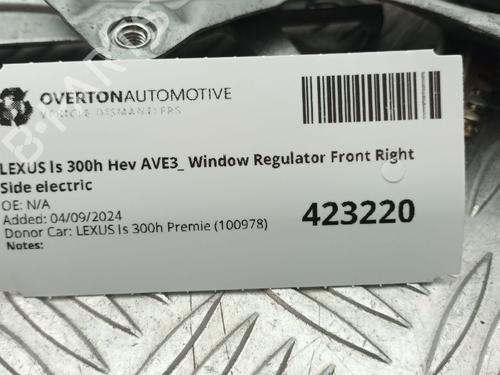 OVERTONAUTOMOTIVE
VEHICLE DISMANTLERS
LEXUS Is 300h Hev AVE3_ Window Regulator Front Right
Side electric
OE: N/A
Added: 04/09/2024
Donor Car: LEXUS Is 300h Premie (100978)
Notes:
423220